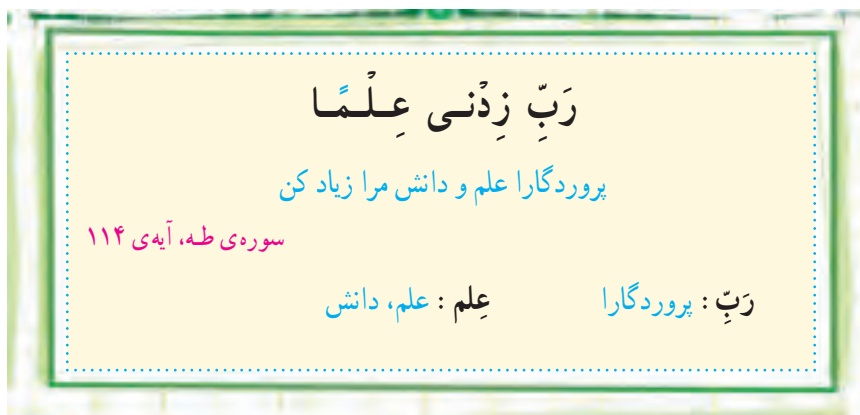 رَبِّ زِدْنی عِلْمًا
پروردگارا علم و دانش مرا زیاد کن
سوره‌ی طه، آیه‌ی ۱۱۴
رَبِّ : پروردگارا عِلم : علم، دانش